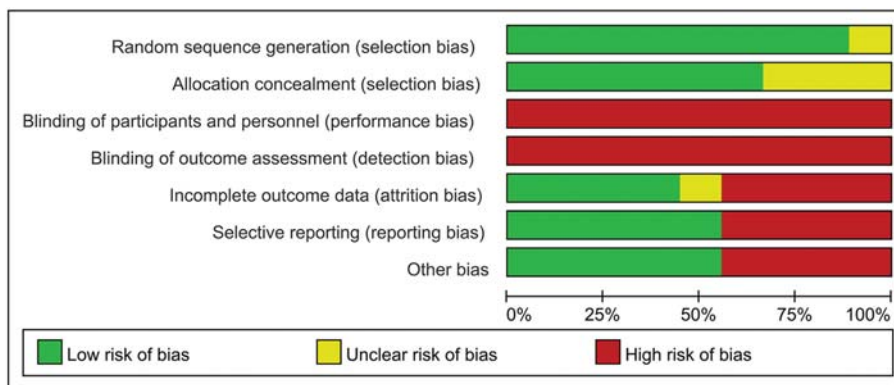 Random sequence generation (selection bias)
Allocation concealment (selection bias)
Blinding of participants and personnel (performance bias)
Blinding of outcome assessment (detection bias)
Incomplete outcome data (attrition bias)
Selective reporting (reporting bias)
Other bias
0% 25% 50% 75% 100%
Low risk of bias Unclear risk of bias High risk of bias